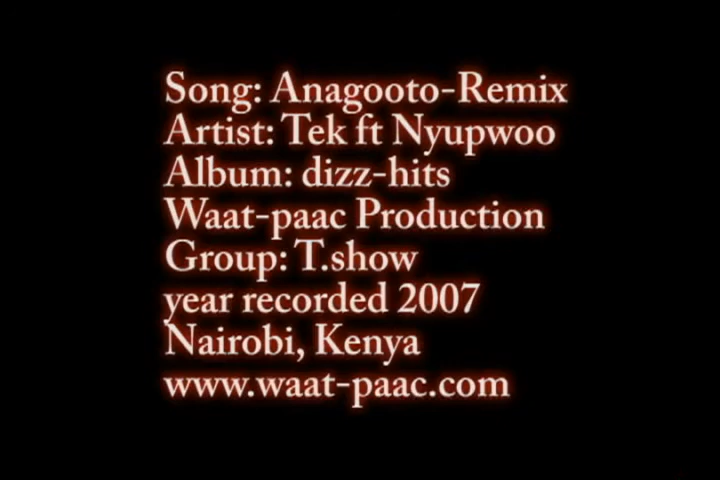 Song: Anagooto-Remix
Artist: Tek ft Nyupwoo
Album: dizz-hits
Waat-paac Production
Group: T.show
year recorded 2007
Nairobi, Kenya
www.waat-paac.com